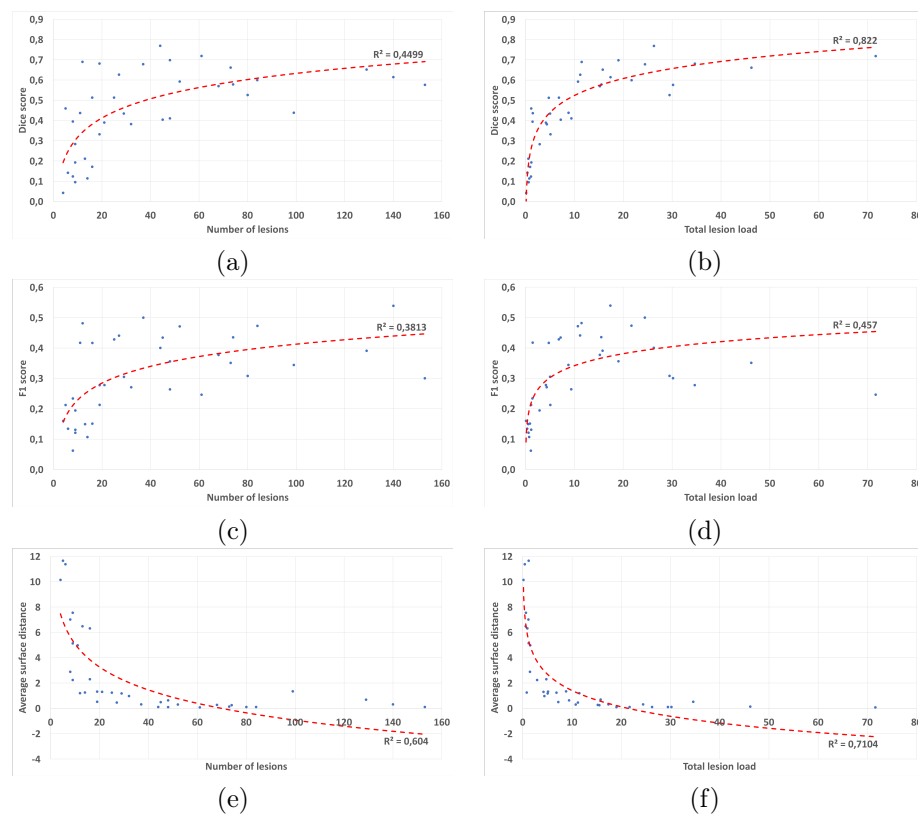 0,9
0,8
0,7
0,6
0,5
0,4
0,3
0,2
0,1
0,0
Dice score
R² = 0,4499
0 20 40 60 80 100 120 140 160
Number of lesions
(a)
0,9
0,8
0,7
0,6
0,5
0,4
0,3
0,2
0,1
0,0
Dice sscore
R² = 0,822
0 10 20 30 40 50 60 70 80
Total lesion load
(b)
0,6
0,5
0,4
0,3
0,2
0,1
0,0
F1 score
R² = 0,3813
0 20 40 60 80 100 120 140 160
Number of lesions
(c)
0,6
0,5
0,4
0,3
0,2
0,1
0,0
F1 score
R² = 0,457
0 10 20 30 40 50 60 70 80
Total lesion load
(d)
12
10
8
6
4
2
0
-2
-4
Average surface distance
0 20 40 60 80 100 120 140 160
R² = 0,604
Number of lesions
(e)
12
10
8
6
4
2
0
-2
-4
Average surface distance
0 10 20 30 40 50 60 70 80
R² = 0,7104
Total lesion load
(f)